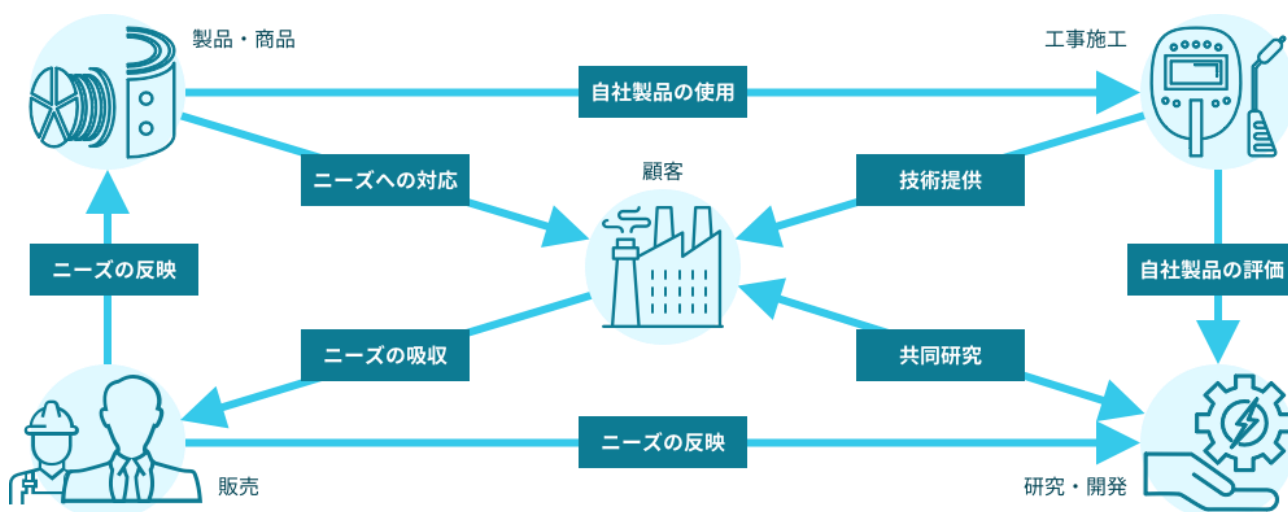 製品・商品
工事施工
自社製品の使用
ニーズへの対応
顧客
技術提供
ニーズの反映
自社製品の評価
ニーズの吸収
共同研究
ニーズの反映
販売
研究・開発